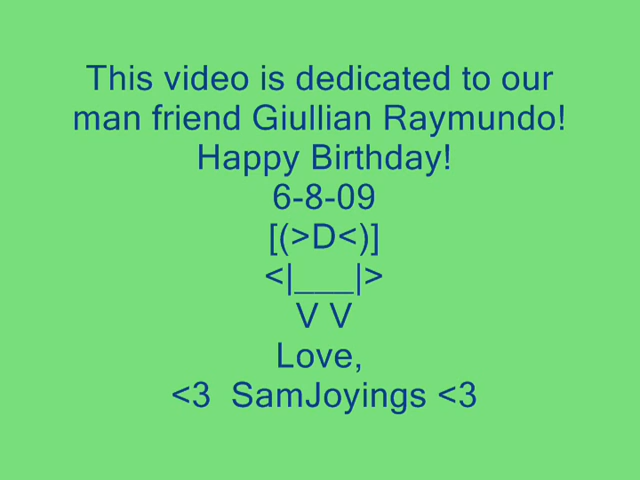 This video is dedicated to our
man friend Giullian Raymundo!
Happy Birthday!
6-8-09
[(>D<)]
<|___|>
V V
Love,
<3  SamJoyings <3